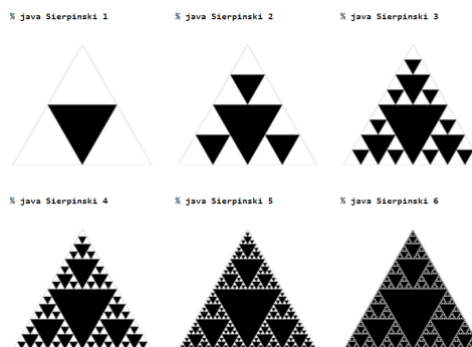 % java Sierpinski 1
% java Sierpinski 2
% java Sierpinski 3
% java Sierpinski 4
% java Sierpinski 5
% java Sierpinski 6